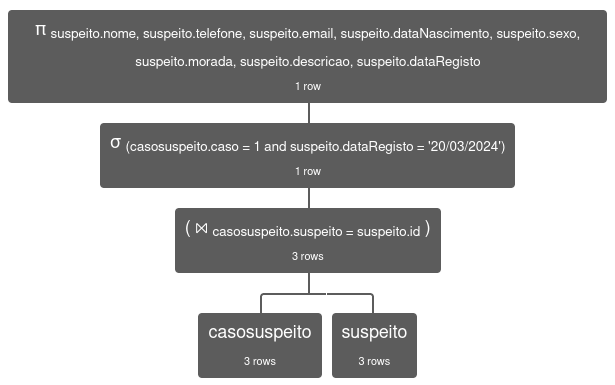 π suspeito.nome, suspeito.telefone, suspeito.email, suspeito.dataNascimento, suspeito.sexo,
suspeito.morada, suspeito.descricao, suspeito.dataRegisto
1 row
σ (casosuspeito.caso = 1 and suspeito.dataRegisto = '20/03/2024')
1 row
( ⋈ casosuspeito.suspeito = suspeito.id )
3 rows
casosuspeito
3 rows
suspeito
3 rows